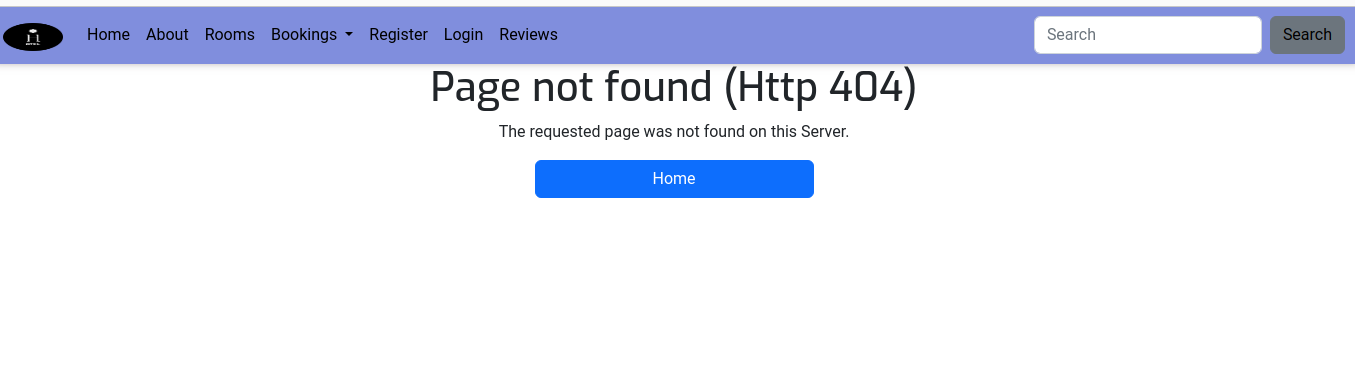 Home About Rooms Bookings Register Login Reviews Search Search
Page not found (Http 404)
The requested page was not found on this Server.
Home